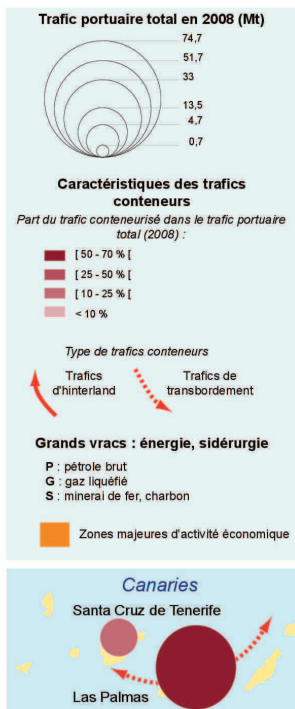 Trafic portuaire total en 2008 (Mt)
74,7
51,7
33
13,5
4,7
0,7
Caractéristiques des trafics
conteneurs
Part du trafic conteneurisé dans le trafic portuaire
total (2008) :
[ 50 - 70 % [
[ 25 - 50 % [
[ 10 - 25 % [
< 10 %
Type de trafics conteneurs
Trafics
d'hinterland
Trafics de
transbordement
Grands vracs : énergie, sidérurgie
P : pétrole brut
G : gaz liquéfié
S : minerai de fer, charbon
Zones majeures d'activité économique
Canaries
Santa Cruz de Tenerife
Las Palmas